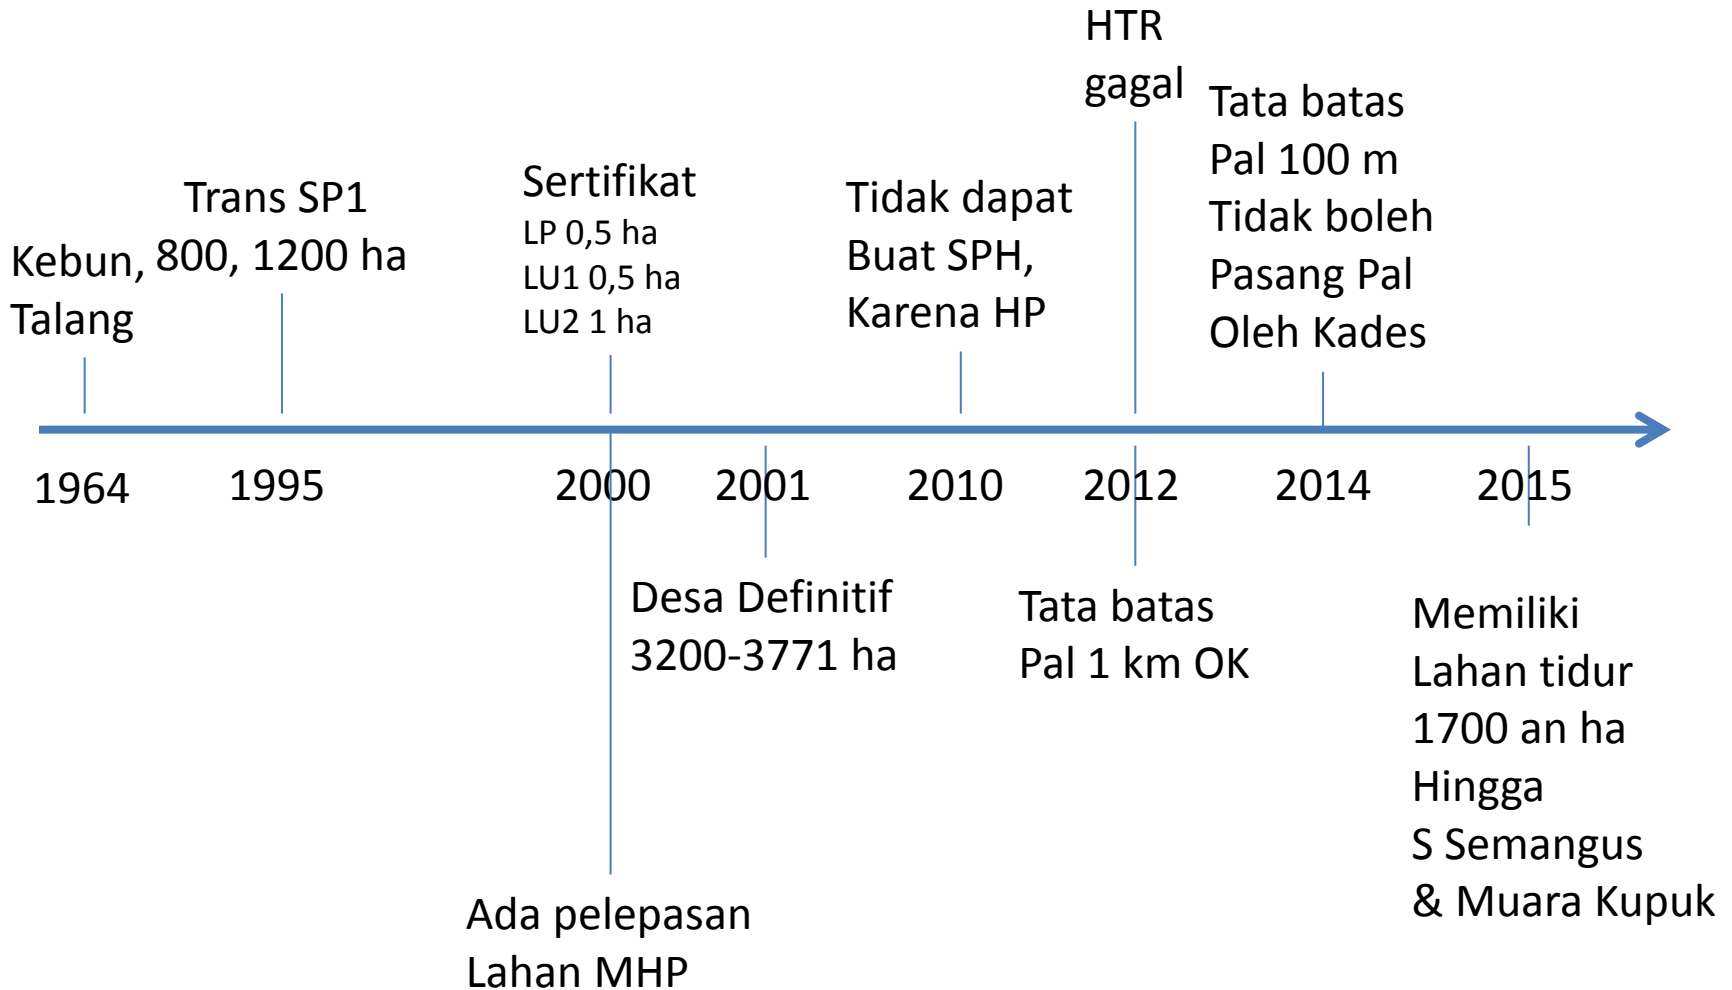 HTR
gagal
Tata batas
Pal 100 m
Tidak boleh
Pasang Pal
Oleh Kades
Sertifikat
LP 0,5 ha
LU1 0,5 ha
LU2 1 ha
Tidak dapat
Buat SPH,
Karena HP
Trans SP1
800, 1200 ha
Kebun,
Talang
1964
1995
2000
2001
2010
2012
2014
2015
Desa Definitif
3200-3771 ha
Tata batas
Pal 1 km OK
Memiliki
Lahan tidur
1700 an ha
Hingga
S Semangus
& Muara Kupuk
Ada pelepasan
Lahan MHP